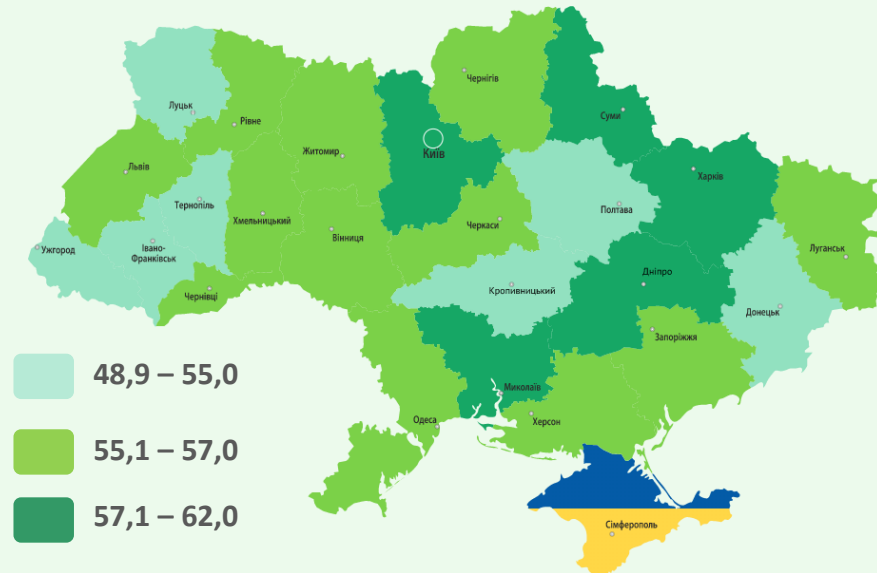 Луцьк
Рівне
Житомир
Київ
Чернігів
Суми
Харків
Львів
Тернопіль
Хмельницький
Вінниця
Черкаси
Полтава
Луганськ
Ужгород
Івано-
Франківськ
Чернівці
Кропивницький
Дніпро
Донецьк
Запоріжжя
Миколаїв
Одеса
Херсон
Сімферополь
48,9 – 55,0
55,1 – 57,0
57,1 – 62,0